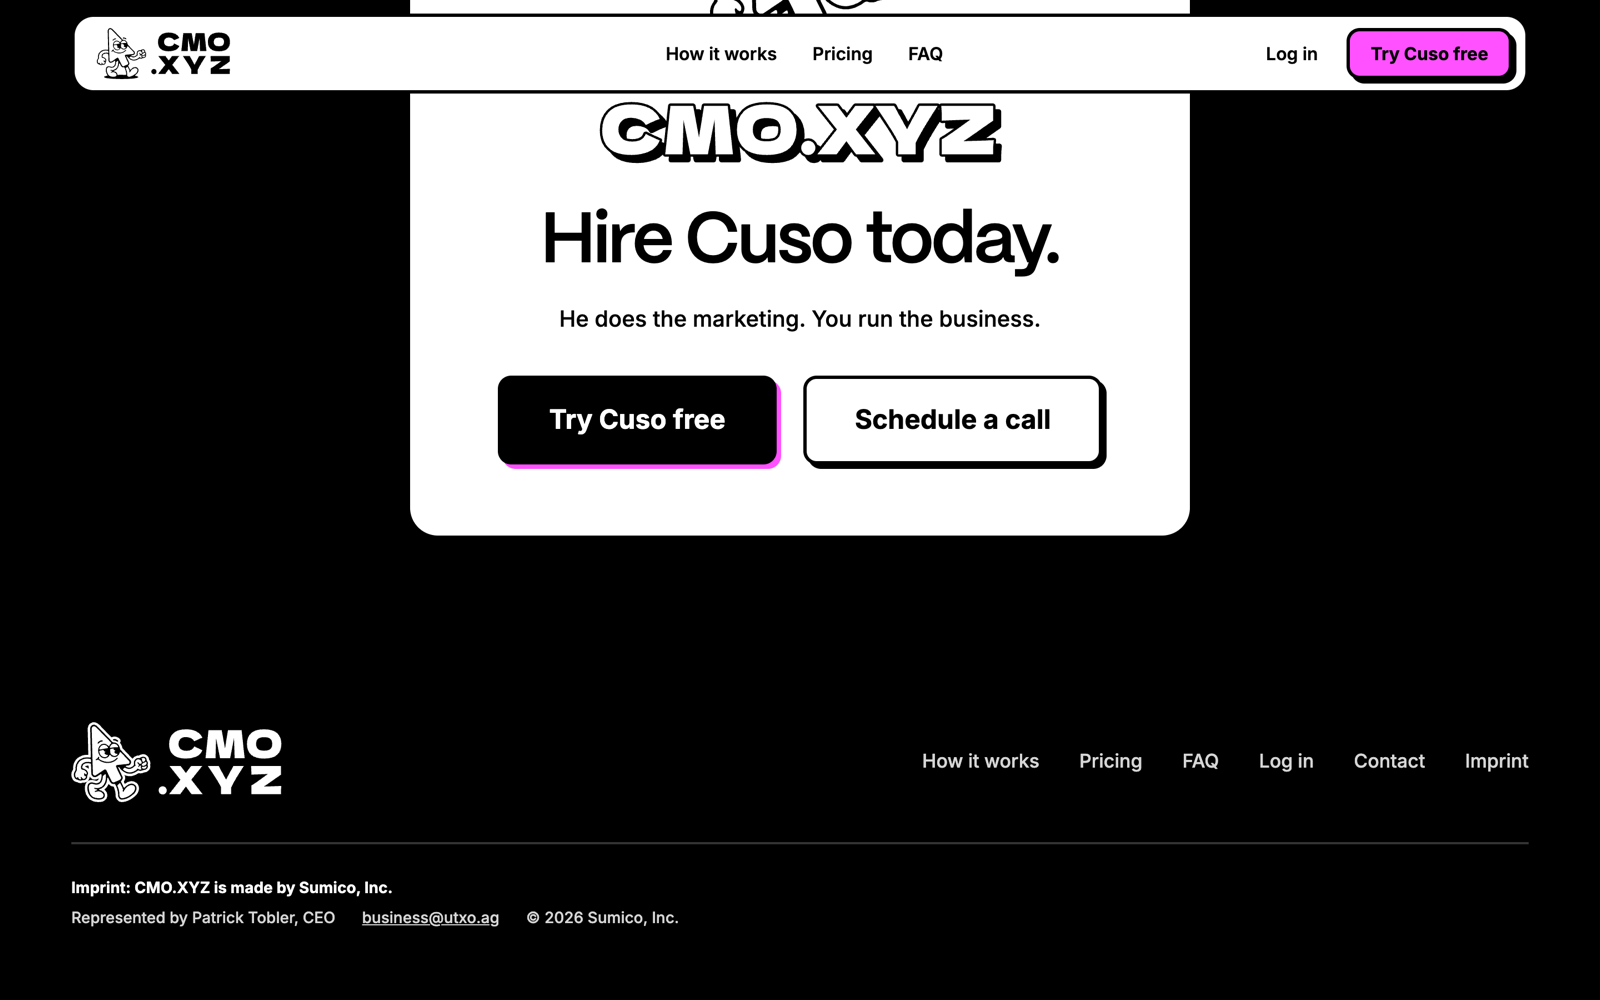 CMO
.XYZ
How it works
Pricing
FAQ
Log in
Try Cuso free
CMO.XYZ
Hire Cuso today.
He does the marketing. You run the business.
Try Cuso free
Schedule a call
CMO
.XYZ
How it works
Pricing
FAQ
Log in
Contact
Imprint
Imprint: CMO.XYZ is made by Sumico, Inc.
Represented by Patrick Tobler, CEO
business@utxo.ag
© 2026 Sumico, Inc.